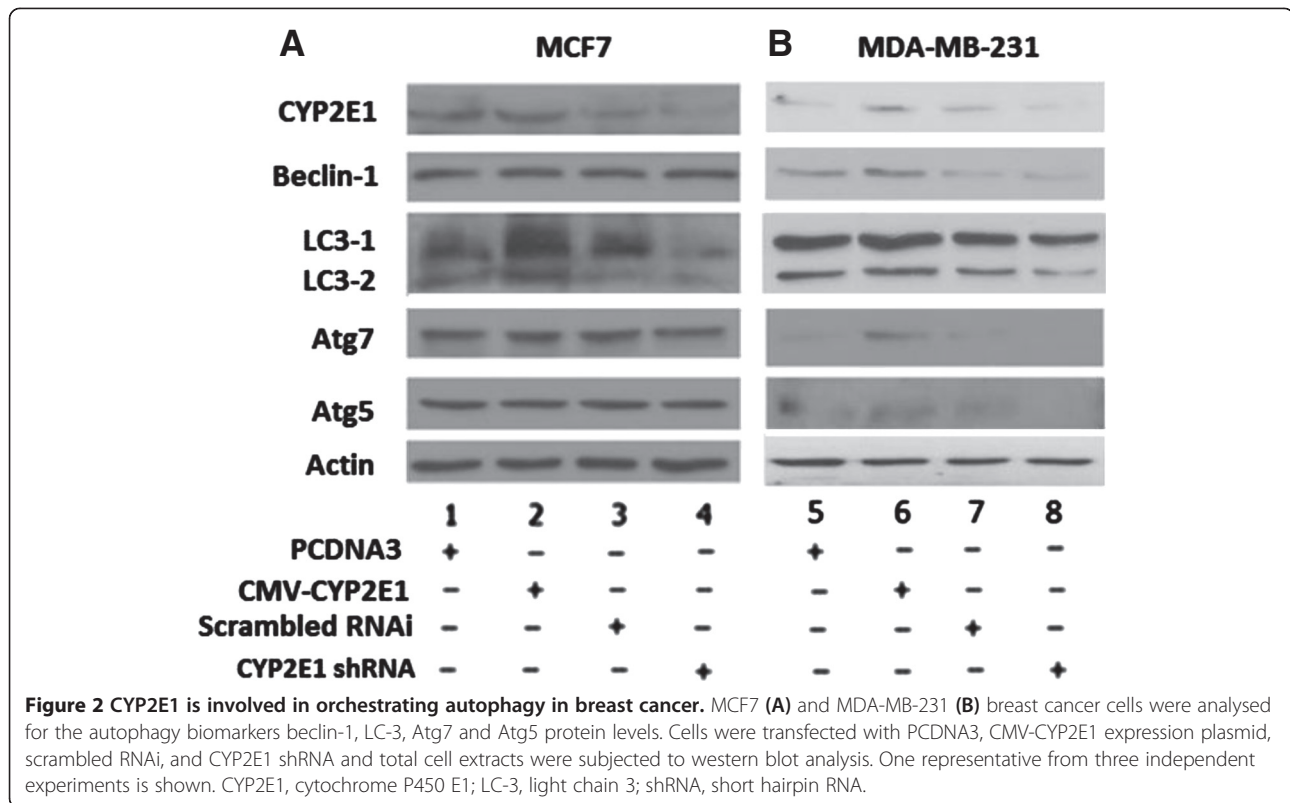 A MCF7 B MDA-MB-231
CYP2E1
Beclin-1
LC3-1
LC3-2
Atg7
Atg5
Actin
1 2 3 4 5 6 7 8
PCDNA3 + - - - + - - -
CMV-CYP2E1 - + - - - + - -
Scrambled RNAi - - + - - - + -
CYP2E1 shRNA - - - + - - - +
Figure 2 CYP2E1 is involved in orchestrating autophagy in breast cancer. MCF7 (A) and MDA-MB-231 (B) breast cancer cells were analysed
for the autophagy biomarkers beclin-1, LC-3, Atg7 and Atg5 protein levels. Cells were transfected with PCDNA3, CMV-CYP2E1 expression plasmid,
scrambled RNAi, and CYP2E1 shRNA and total cell extracts were subjected to western blot analysis. One representative from three independent
experiments is shown. CYP2E1, cytochrome P450 E1; LC-3, light chain 3; shRNA, short hairpin RNA.